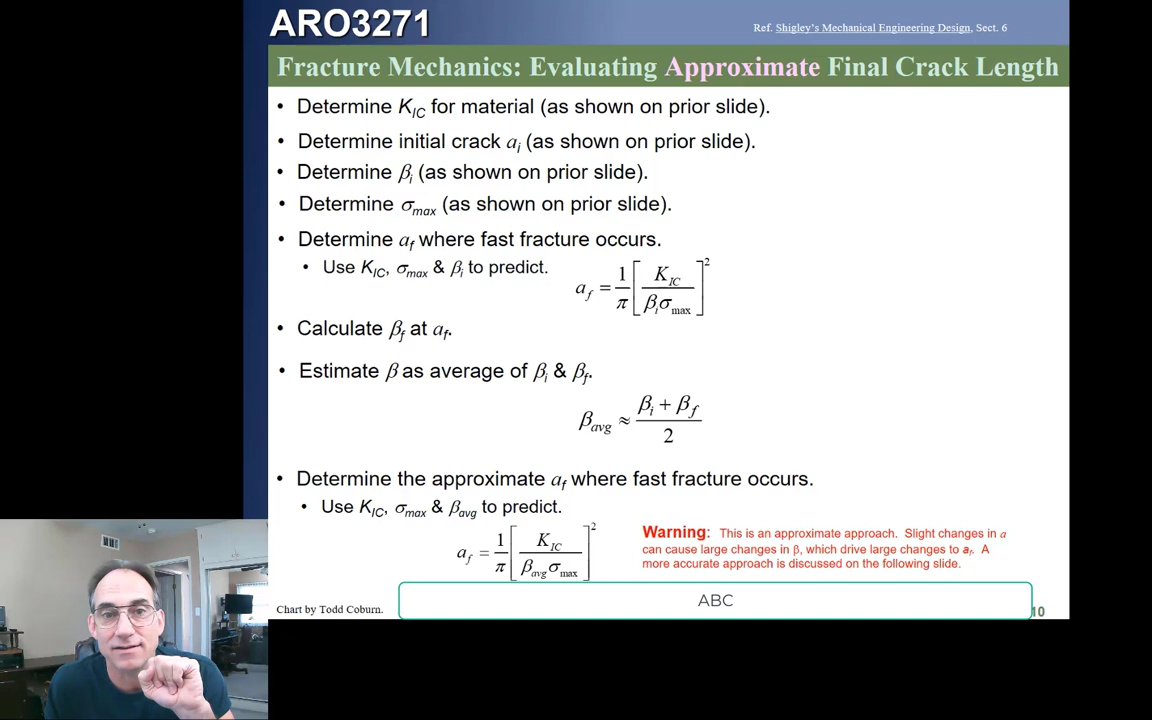 ARO3271
Ref. Shigley's Mechanical Engineering Design, Sect. 6
Fracture Mechanics: Evaluating Approximate Final Crack Length
• Determine K_IC for material (as shown on prior slide).
• Determine initial crack a_i (as shown on prior slide).
• Determine β_i (as shown on prior slide).
• Determine σ_max (as shown on prior slide).
• Determine a_f where fast fracture occurs.
• Use K_IC, σ_max & β_i to predict.
a_f = 1/π [K_IC / β_i σ_max]^2
• Calculate β_f at a_f.
• Estimate β as average of β_i & β_f.
β_avg ≈ (β_i + β_f) / 2
• Determine the approximate a_f where fast fracture occurs.
• Use K_IC, σ_max & β_avg to predict.
a_f = 1/π [K_IC / β_avg σ_max]^2
Warning: This is an approximate approach. Slight changes in a
can cause large changes in β, which drive large changes to a_f. A
more accurate approach is discussed on the following slide.
ABC
Chart by Todd Coburn.
10